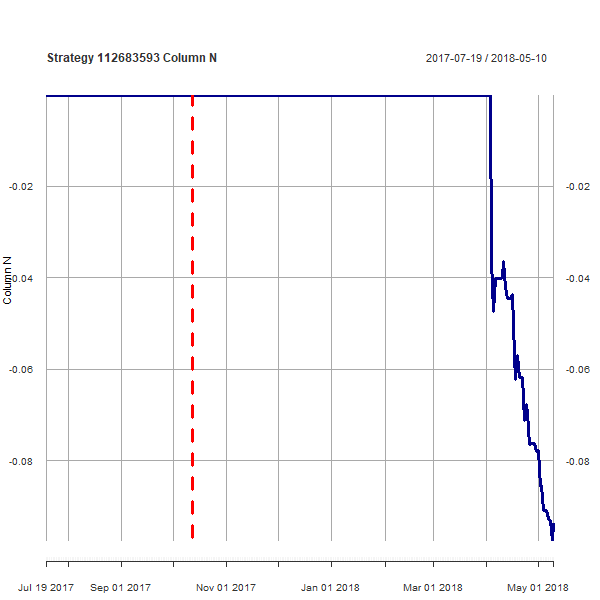 Strategy 112683593 Column N
2017-07-19 / 2018-05-10
-0.02 -0.02
-0.04 -0.04
-0.06 -0.06
-0.08 -0.08
Column N
Jul 19 2017 Sep 01 2017 Nov 01 2017 Jan 01 2018 Mar 01 2018 May 01 2018